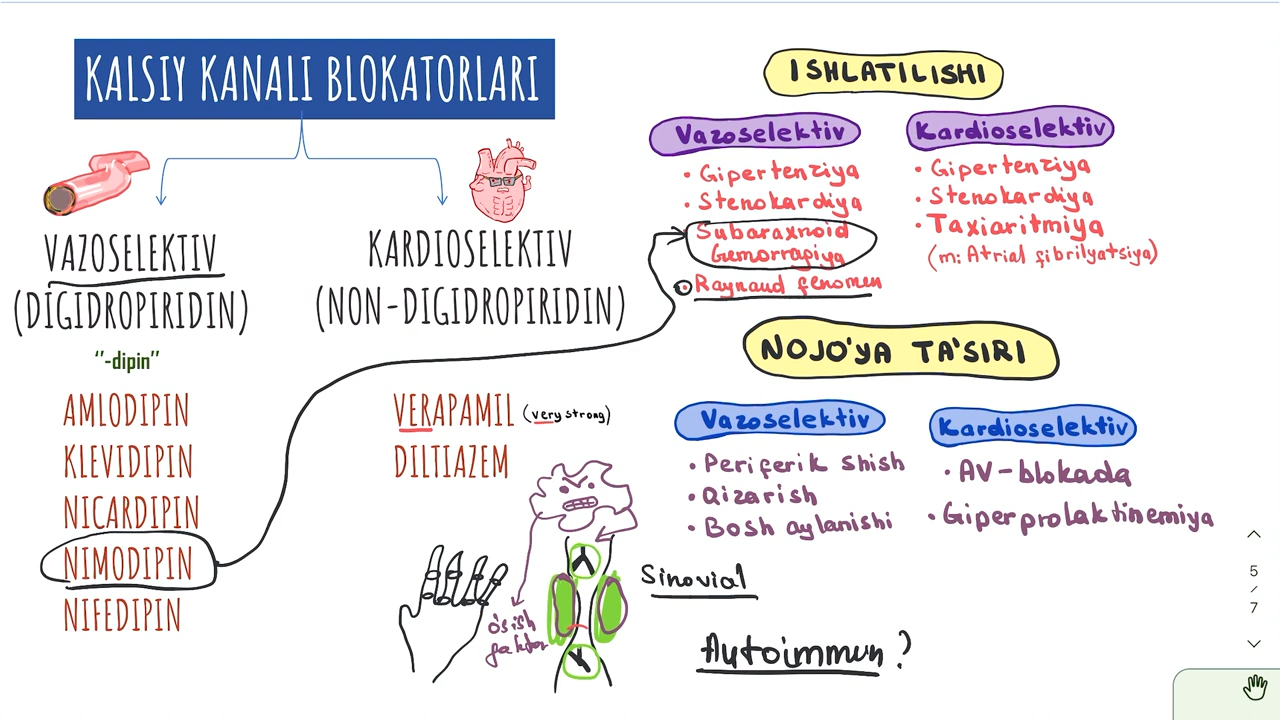 KALSIY KANALI BLOKATORLARI
VAZOSELEKTIV
(DIGIDROPIRIDIN)
"-dipin"
AMLODIPIN
KLEVIDIPIN
NICARDIPIN
NIMODIPIN
NIFEDIPIN
KARDIOSELEKTIV
(NON-DIGIDROPIRIDIN)
VERAPAMIL (very strong)
DILTIAZEM
o'sish
faktor
ISHLATILISHI
Vazoselektiv
• Gipertenziya
• Stenokardiya
Subaraxnoid
Gemorragiya
• Raynaud fenomen
Kardioselektiv
• Gipertenziya
• Stenokardiya
• Taxiaritmiya
(m: Atrial fibrilyatsiya)
NOJO'YA TA'SIRI
Vazoselektiv
• Periferik shish
• Qizarish
• Bosh aylanishi
Kardioselektiv
• AV-blokada
• Giperprolaktinemiya
Sinovial
Autoimmun?
5
/
7